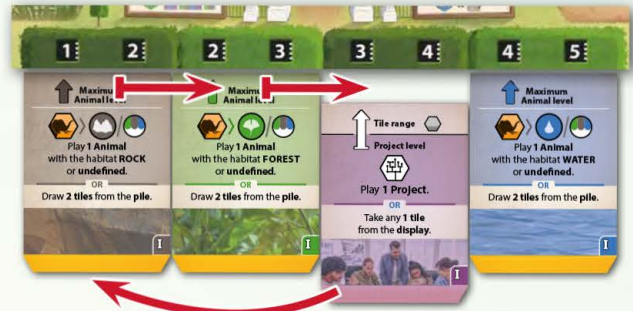 1 2 2 3 3 4 4 5
Maximum
Animal level
Play 1 Animal
with the habitat ROCK
or undefined.
OR
Draw 2 tiles from the pile.
I
Animal level
Play 1 Animal
with the habitat FOREST
or undefined.
OR
Draw 2 tiles from the pile.
I
Tile range
Project level
Play 1 Project.
OR
Take any 1 tile
from the display.
I
Maximum
Animal level
Play 1 Animal
with the habitat WATER
or undefined.
OR
Draw 2 tiles from the pile.
I